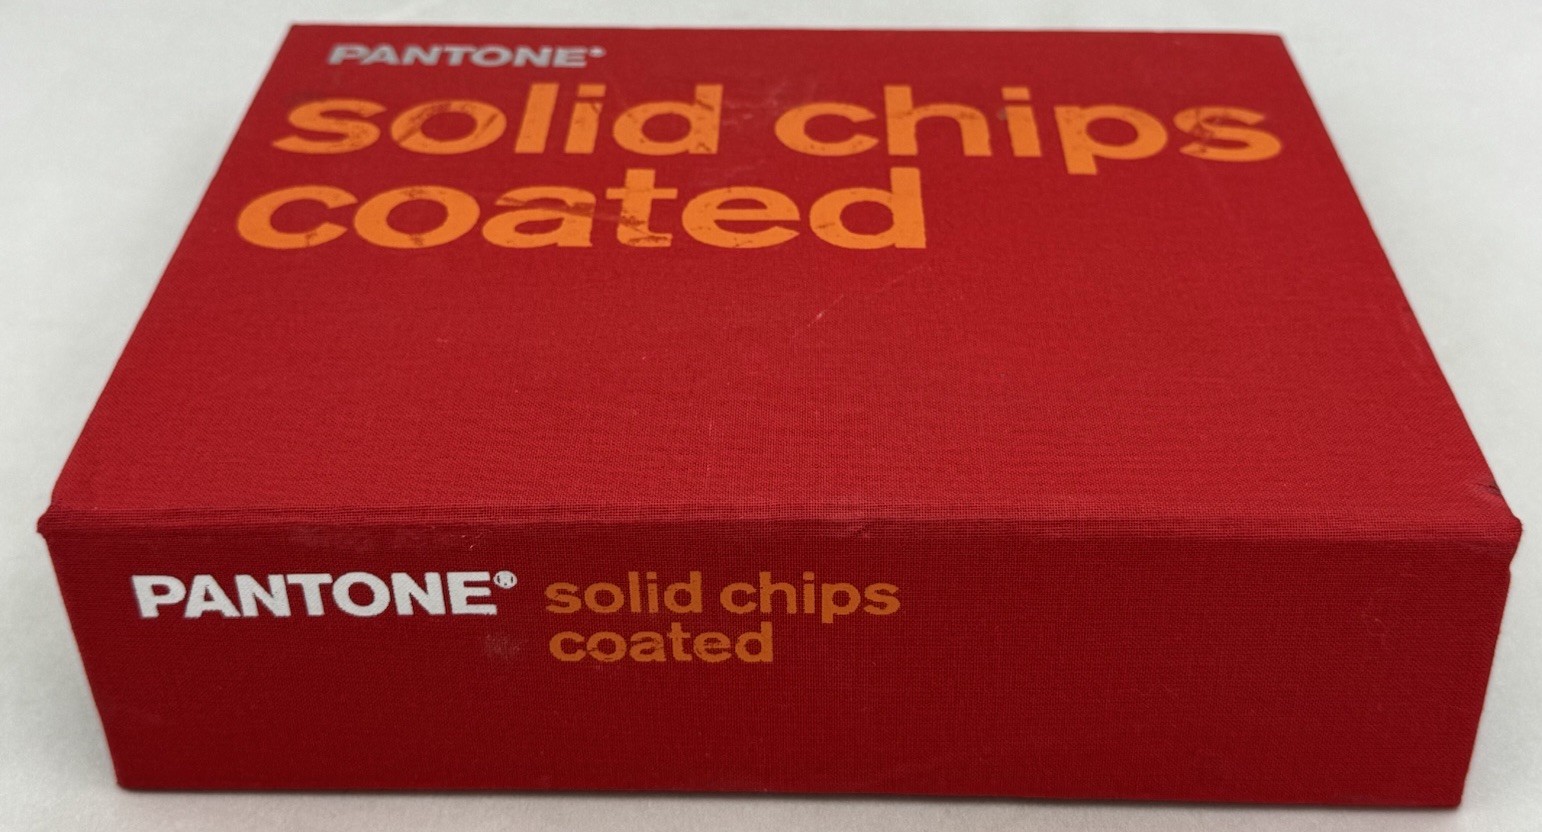 PANTONE®
solid chips
coated
PANTONE® solid chips
coated